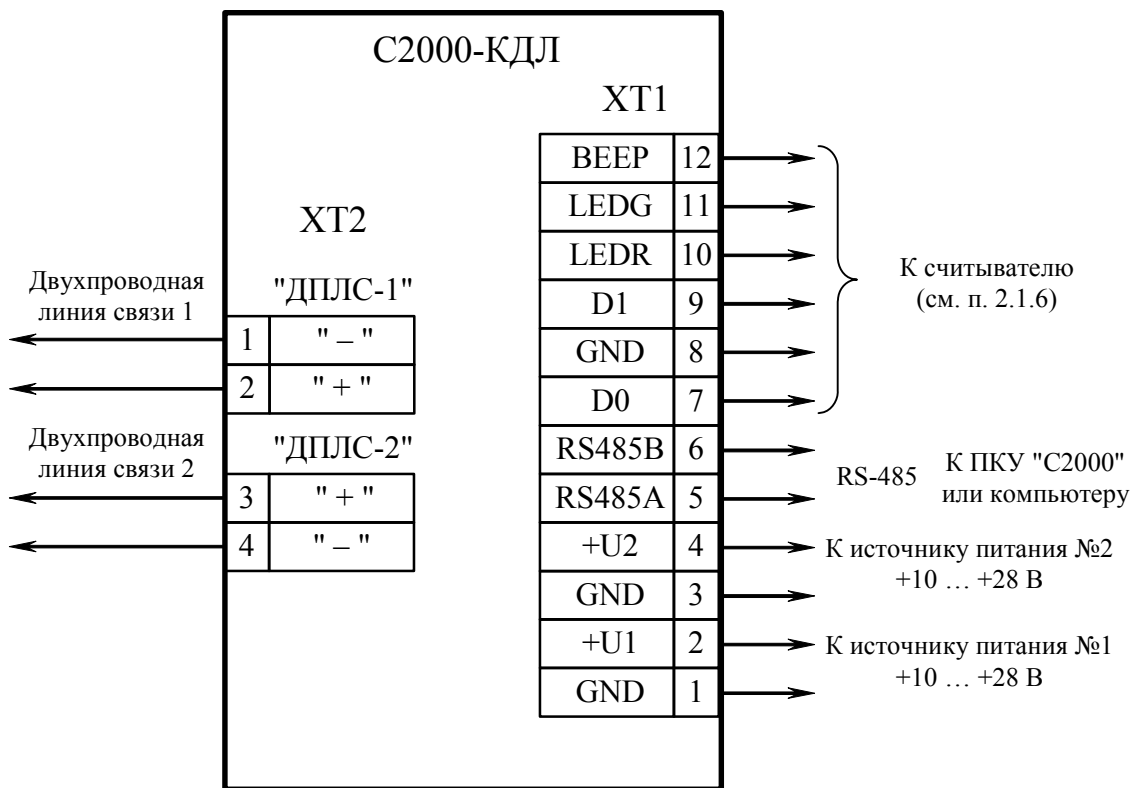 С2000-КДЛ
XT2
Двухпроводная
линия связи 1
"ДПЛС-1"
1 " – "
2 " + "
Двухпроводная
линия связи 2
"ДПЛС-2"
3 " + "
4 " – "
XT1
BEEP 12
LEDG 11
LEDR 10
D1 9
GND 8
D0 7
RS485B 6
RS485A 5
+U2 4
GND 3
+U1 2
GND 1
К считывателю
(см. п. 2.1.6)
RS-485
К ПКУ "С2000"
или компьютеру
К источнику питания №2
+10 … +28 В
К источнику питания №1
+10 … +28 В